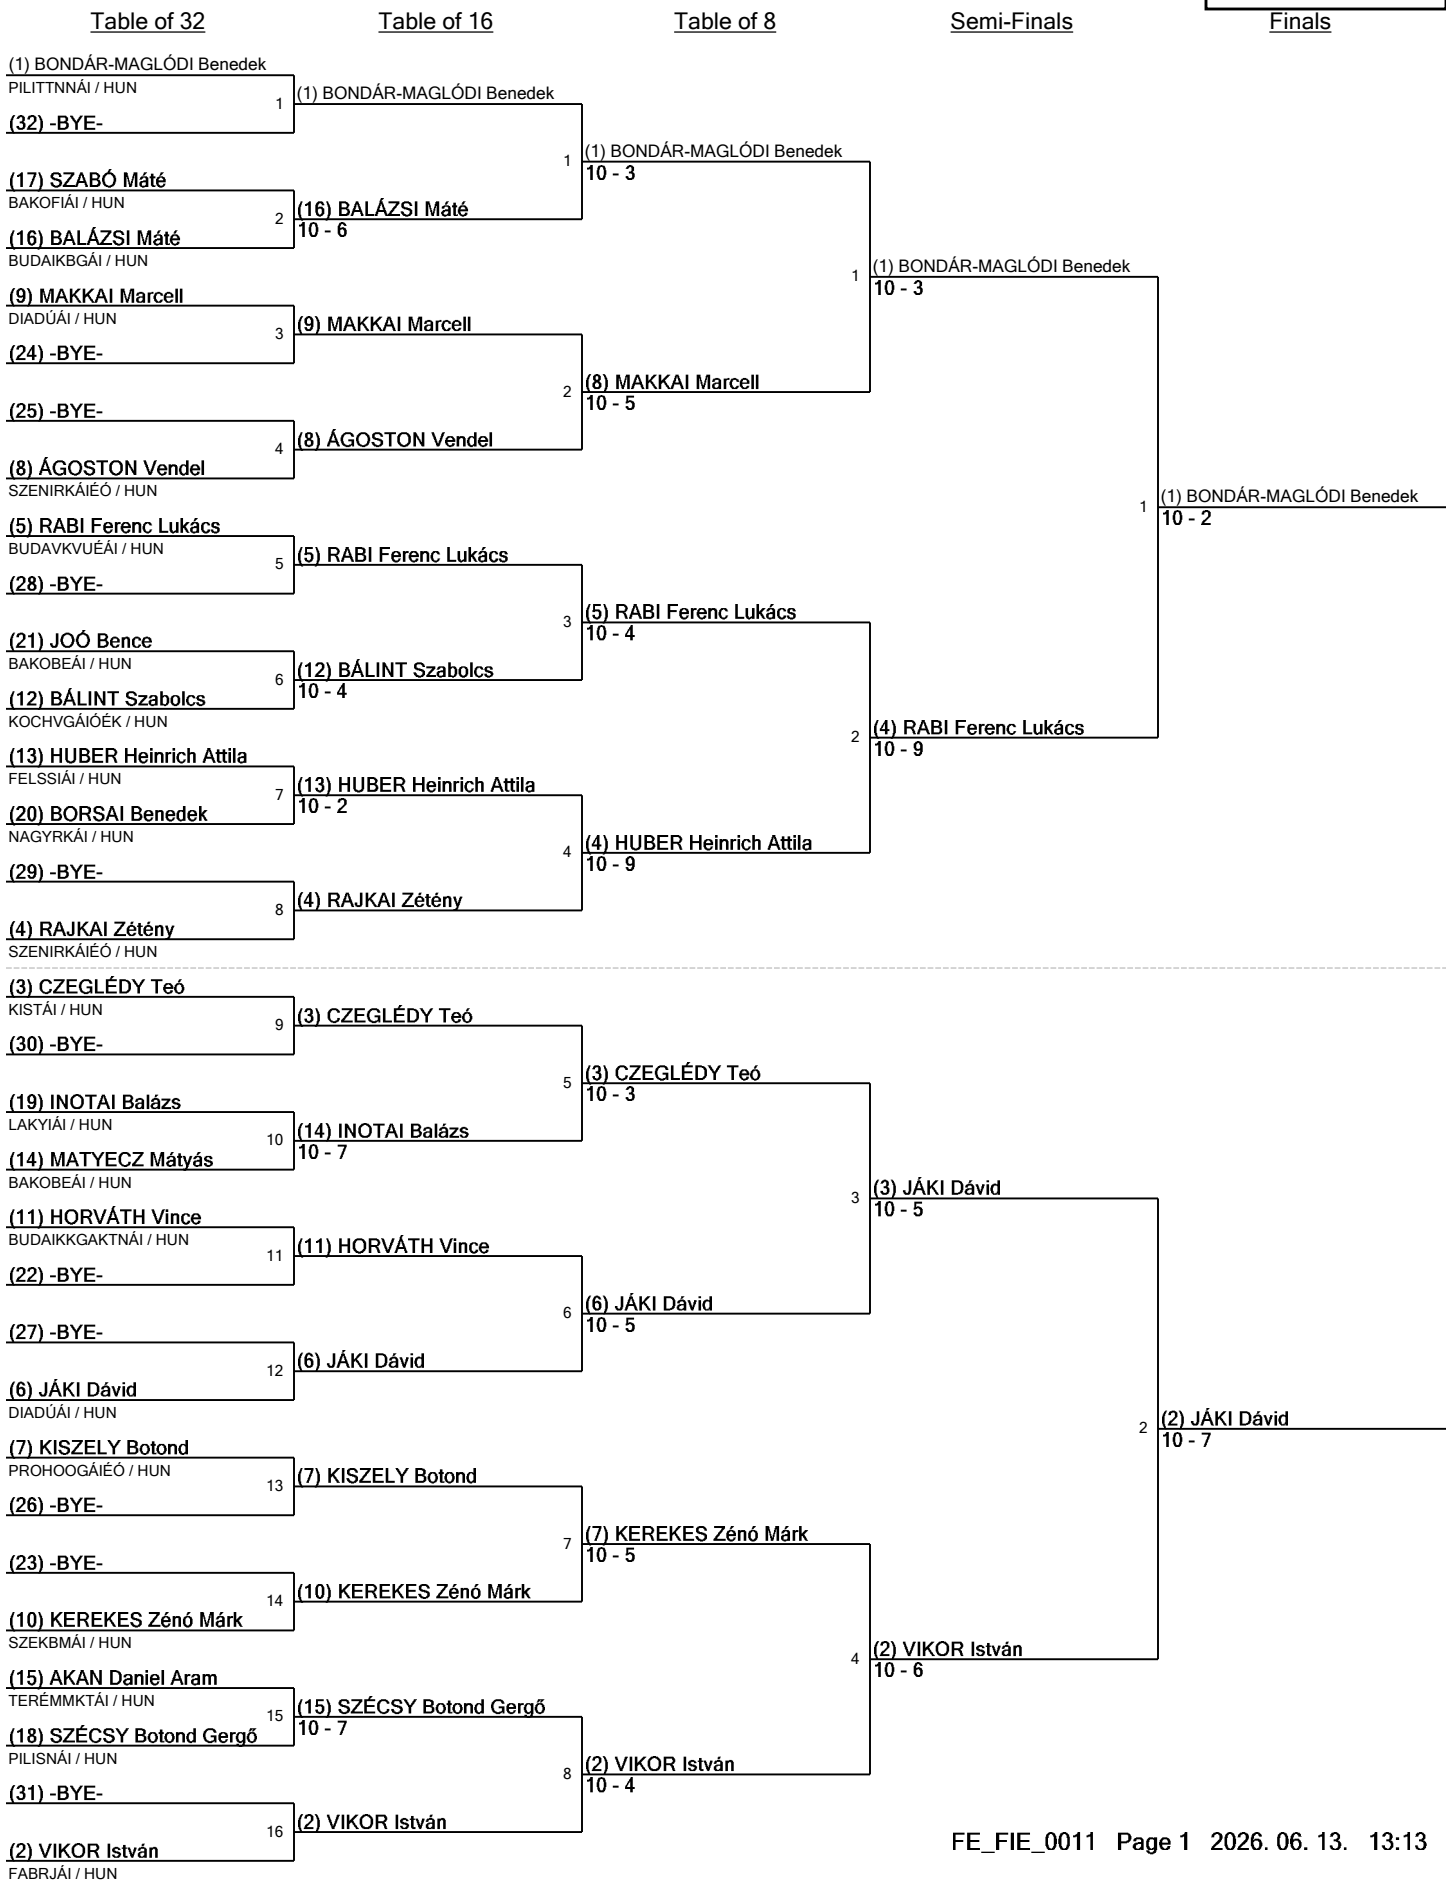 Table of 32 Table of 16 Table of 8 Semi-Finals Finals
(1) BONDÁR-MAGLÓDI Benedek
PILITTNNÁI / HUN
1
(32) -BYE-
(17) SZABÓ Máté
BAKOFIÁI / HUN
2
(16) BALÁZSI Máté
BUDAIKBGÁI / HUN
(9) MAKKAI Marcell
DIADÚÁI / HUN
3
(24) -BYE-
(25) -BYE-
4
(8) ÁGOSTON Vendel
SZENIRKÁIÉÓ / HUN
(5) RABI Ferenc Lukács
BUDAVKVUÉÁI / HUN
5
(28) -BYE-
(21) JOÓ Bence
BAKOBEÁI / HUN
6
(12) BÁLINT Szabolcs
KOCHVGÁIÓÉK / HUN
(13) HUBER Heinrich Attila
FELSSIÁI / HUN
7
(20) BORSAI Benedek
NAGYRKÁI / HUN
(29) -BYE-
8
(4) RAJKAI Zétény
SZENIRKÁIÉÓ / HUN
(3) CZEGLÉDY Teó
KISTÁI / HUN
9
(30) -BYE-
(19) INOTAI Balázs
LAKYIÁI / HUN
10
(14) MATYECZ Mátyás
BAKOBEÁI / HUN
(11) HORVÁTH Vince
BUDAIKKGAKTNÁI / HUN
11
(22) -BYE-
(27) -BYE-
12
(6) JÁKI Dávid
DIADÚÁI / HUN
(7) KISZELY Botond
PROHOOGÁIÉÓ / HUN
13
(26) -BYE-
(23) -BYE-
14
(10) KEREKES Zénó Márk
SZEKBMÁI / HUN
(15) AKAN Daniel Aram
TERÉMMKTÁI / HUN
15
(18) SZÉCSY Botond Gergő
PILISNÁI / HUN
(31) -BYE-
16
(2) VIKOR István
FABRJÁI / HUN
(1) BONDÁR-MAGLÓDI Benedek
1
(16) BALÁZSI Máté
10 - 6
(9) MAKKAI Marcell
2
(8) ÁGOSTON Vendel
(5) RABI Ferenc Lukács
3
(12) BÁLINT Szabolcs
10 - 4
(13) HUBER Heinrich Attila
10 - 2
4
(4) RAJKAI Zétény
(3) CZEGLÉDY Teó
5
(14) INOTAI Balázs
10 - 7
(11) HORVÁTH Vince
6
(6) JÁKI Dávid
(7) KISZELY Botond
7
(10) KEREKES Zénó Márk
(15) SZÉCSY Botond Gergő
10 - 7
8
(2) VIKOR István
(1) BONDÁR-MAGLÓDI Benedek
10 - 3
1
(8) MAKKAI Marcell
10 - 5
(5) RABI Ferenc Lukács
10 - 4
2
(4) HUBER Heinrich Attila
10 - 9
(3) CZEGLÉDY Teó
10 - 3
3
(6) JÁKI Dávid
10 - 5
(7) KEREKES Zénó Márk
10 - 5
4
(2) VIKOR István
10 - 4
(1) BONDÁR-MAGLÓDI Benedek
10 - 3
1
(4) RABI Ferenc Lukács
10 - 9
(3) JÁKI Dávid
10 - 5
2
(2) VIKOR István
10 - 6
(1) BONDÁR-MAGLÓDI Benedek
10 - 2
(2) JÁKI Dávid
10 - 7
FE_FIE_0011 Page 1 2026. 06. 13. 13:13